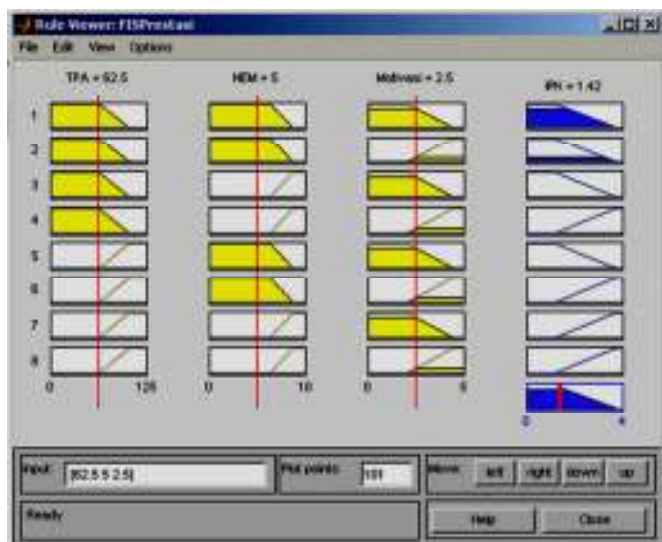 Rule Viewer: FISPrestasi
File Edit View Options
TPA = 62.5 NEM = 5 Motivasi = 2.5 IPK = 1.42
1
2
3
4
5
6
7
8
0 125 0 10 0 5
0 4
Input: [62.5 5 2.5] Plot points: 101 Move: left right down up
Ready Help Close